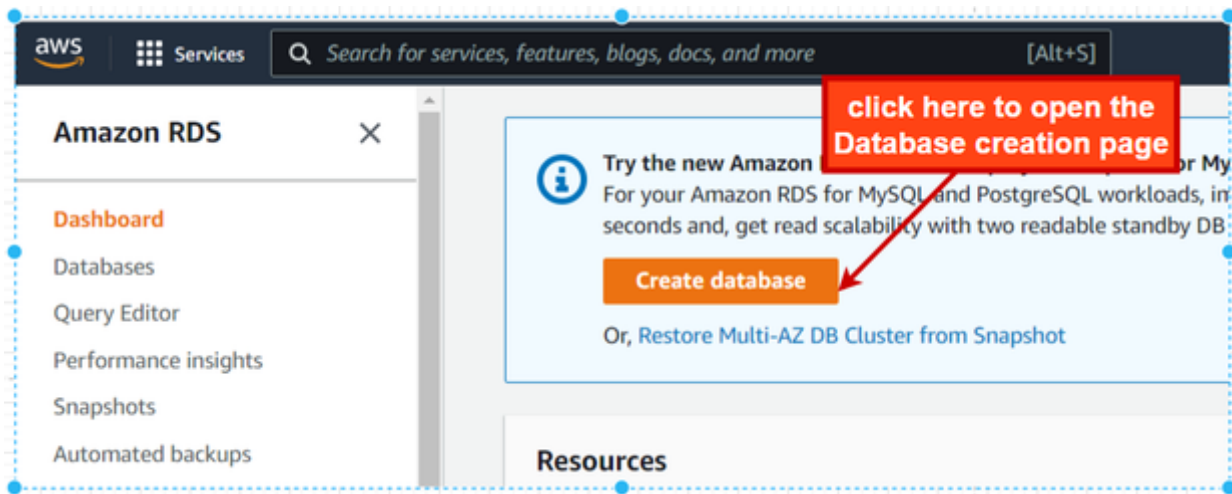 aws Services Search for services, features, blogs, docs, and more [Alt+S]
Amazon RDS
Dashboard
Databases
Query Editor
Performance insights
Snapshots
Automated backups
click here to open the
Database creation page
Try the new Amazon or My
For your Amazon RDS for MySQL and PostgreSQL workloads, in
seconds and, get read scalability with two readable standby DB
Create database
Or, Restore Multi-AZ DB Cluster from Snapshot
Resources